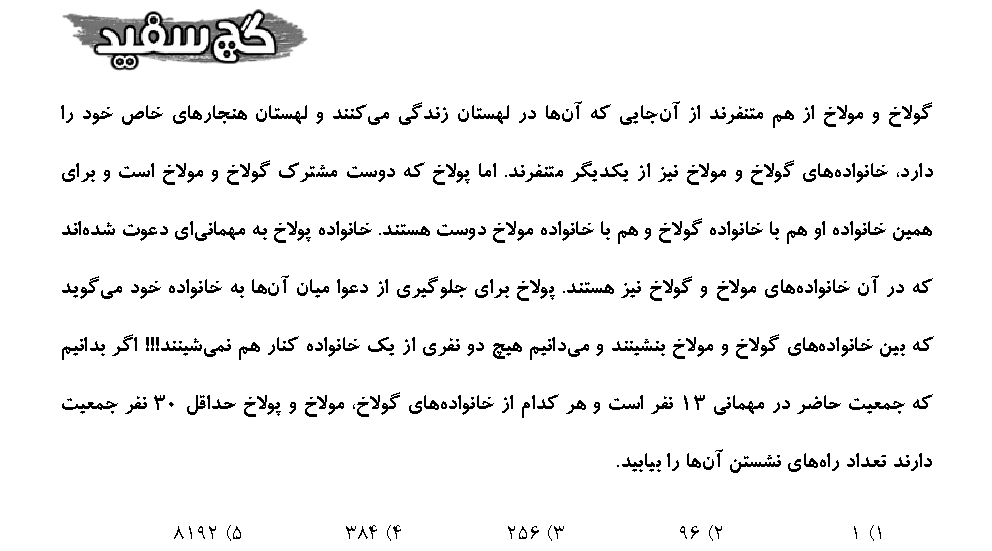 گچ سفید
گولاخ و مولاخ از هم متنفرند از آن‌جایی که آن‌ها در لهستان زندگی می‌کنند و لهستان هنجارهای خاص خود را
دارد، خانواده‌های گولاخ و مولاخ نیز از یکدیگر متنفرند. اما پولاخ که دوست مشترک گولاخ و مولاخ است و برای
همین خانواده او هم با خانواده گولاخ و هم با خانواده مولاخ دوست هستند. خانواده پولاخ به مهمانی‌ای دعوت شده‌اند
که در آن خانواده‌های مولاخ و گولاخ نیز هستند. پولاخ برای جلوگیری از دعوا میان آن‌ها به خانواده خود می‌گوید
که بین خانواده‌های گولاخ و مولاخ بنشینند و می‌دانیم هیچ دو نفری از یک خانواده کنار هم نمی‌شینند!!! اگر بدانیم
که جمعیت حاضر در مهمانی ۱۳ نفر است و هر کدام از خانواده‌های گولاخ، مولاخ و پولاخ حداقل ۳۰ نفر جمعیت
دارند تعداد راه‌های نشستن آن‌ها را بیابید.
۱) ۱ ۲) ۹۶ ۳) ۲۵۶ ۴) ۳۸۴ ۵) ۸۱۹۲